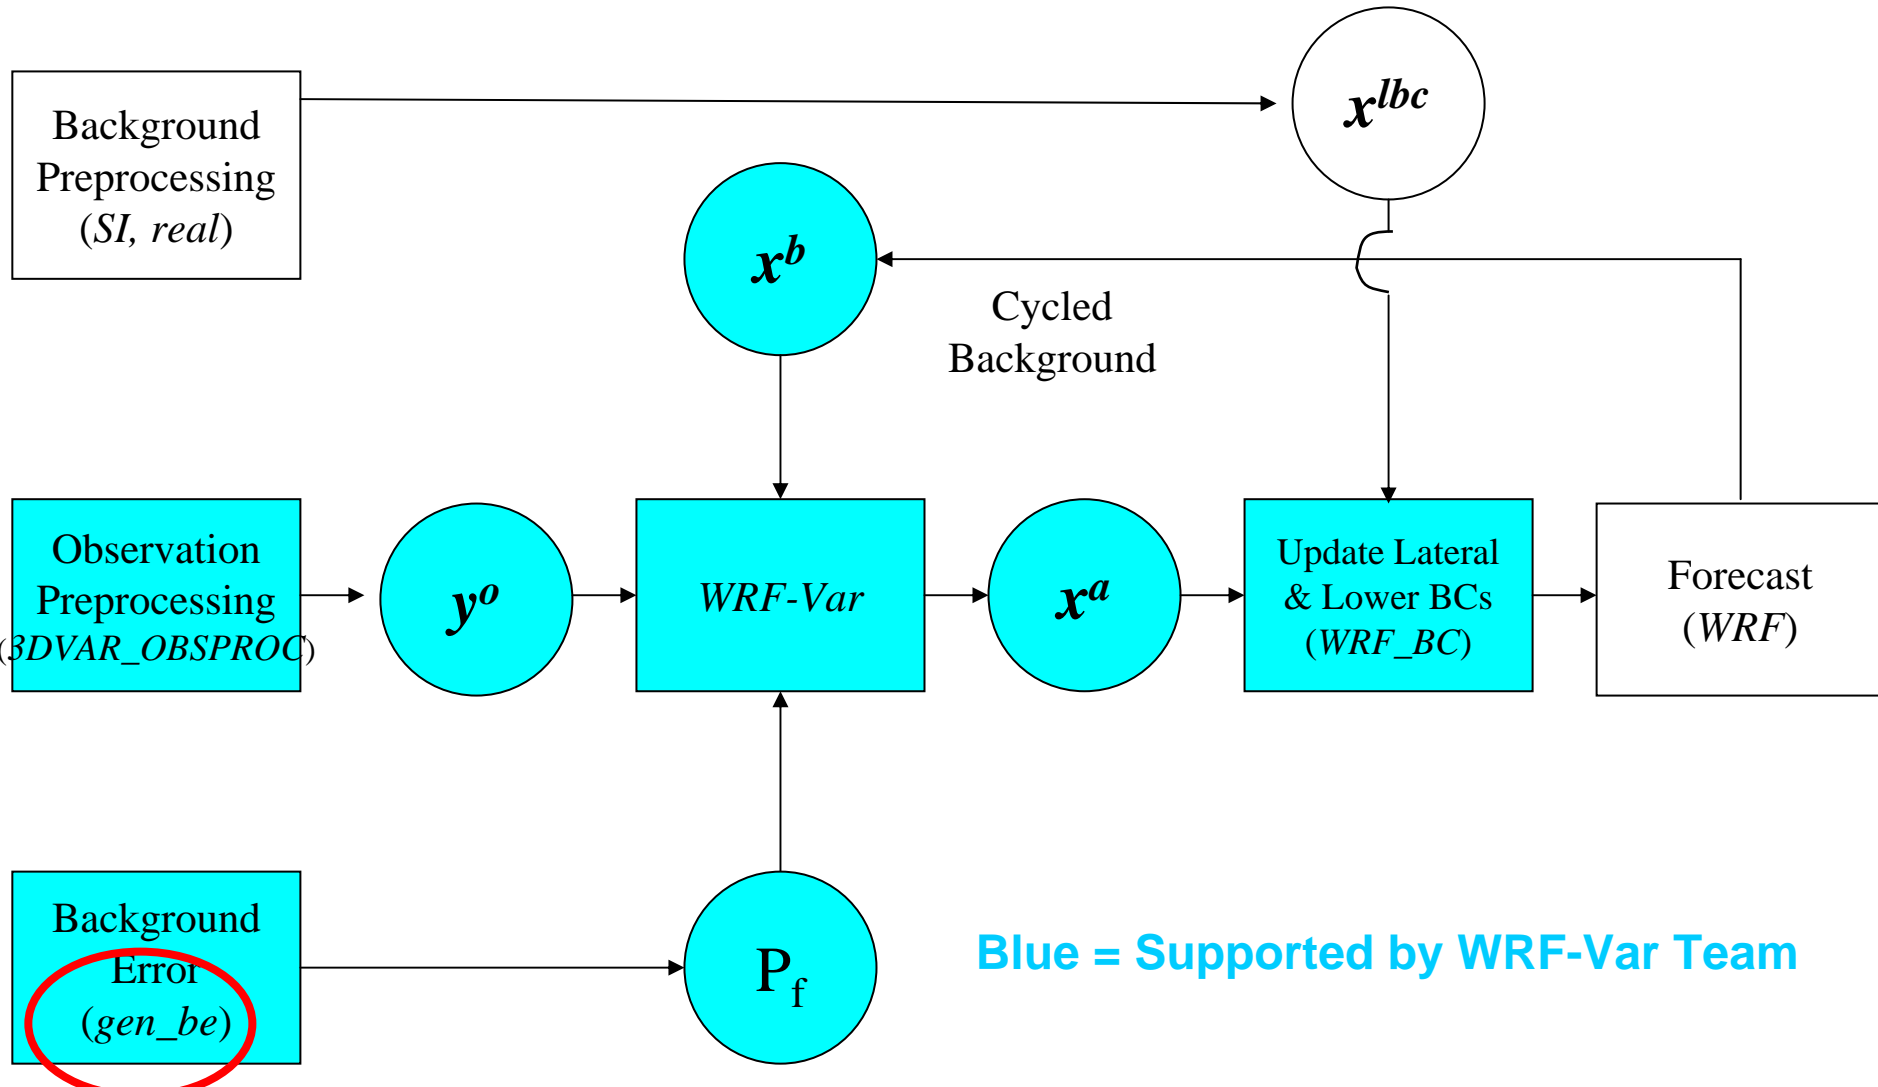 Background
Preprocessing
(SI, real)
x^lbc
x^b
Cycled
Background
Observation
Preprocessing
(3DVAR_OBSPROC)
y^o
WRF-Var
x^a
Update Lateral
& Lower BCs
(WRF_BC)
Forecast
(WRF)
Background
Error
(gen_be)
P_f
Blue = Supported by WRF-Var Team